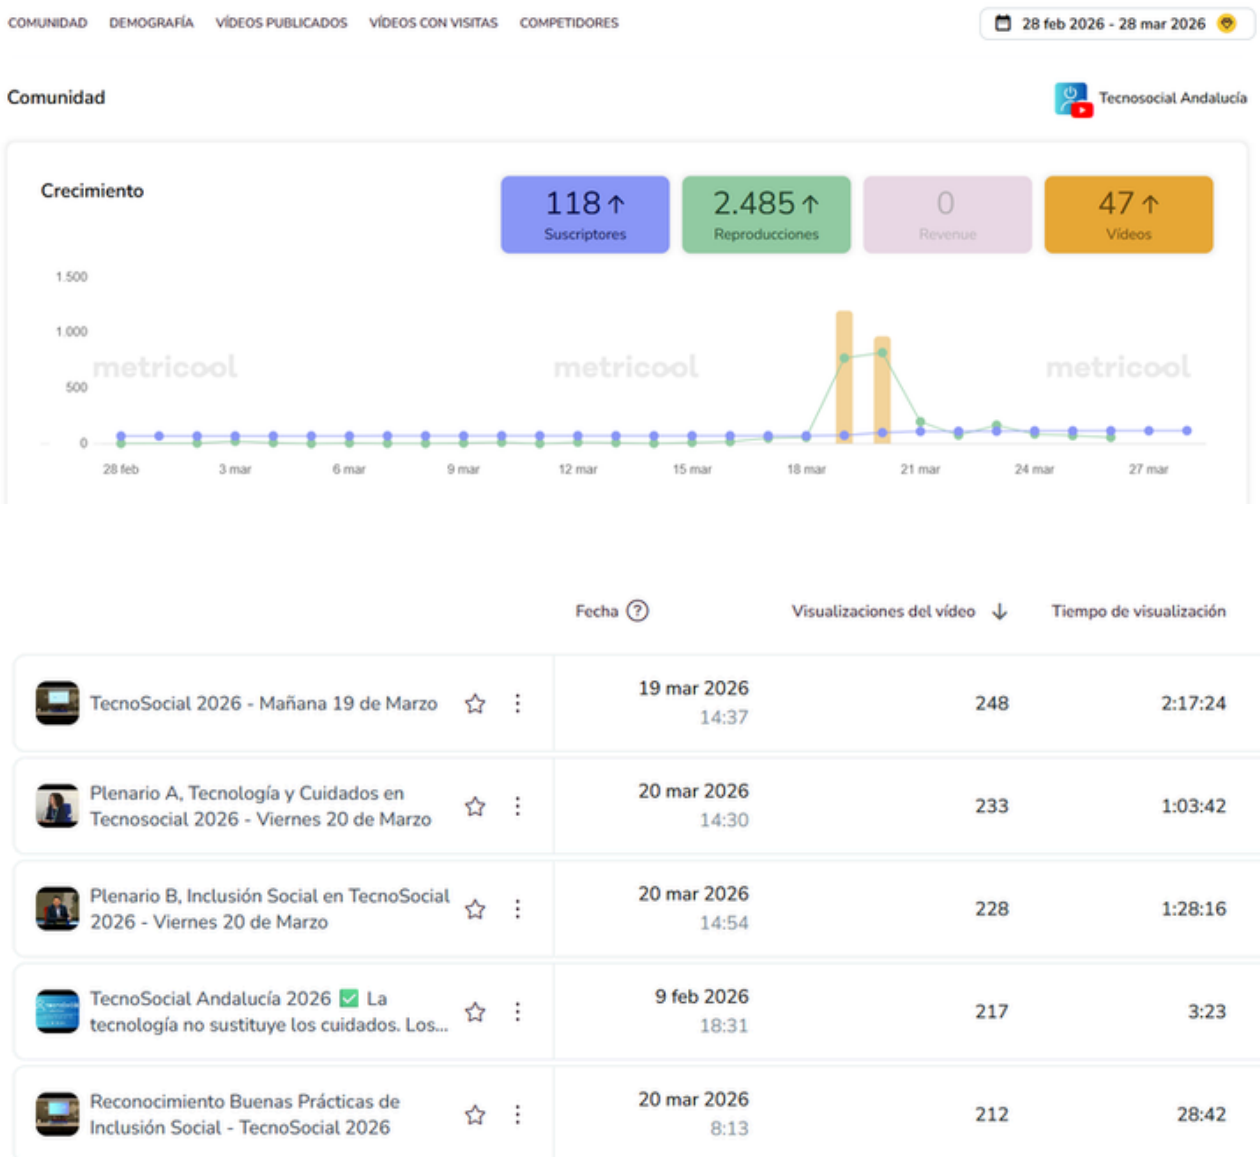 COMUNIDAD DEMOGRAFÍA VÍDEOS PUBLICADOS VÍDEOS CON VISITAS COMPETIDORES
28 feb 2026 - 28 mar 2026
Comunidad
Tecnosocial Andalucía
Crecimiento
118 ↑
Suscriptores
2.485 ↑
Reproducciones
0
Revenue
47 ↑
Vídeos
1.500
1.000
500
0
metricool metricool metricool
28 feb 3 mar 6 mar 9 mar 12 mar 15 mar 18 mar 21 mar 24 mar 27 mar
Fecha ? Visualizaciones del vídeo ↓ Tiempo de visualización
TecnoSocial 2026 - Mañana 19 de Marzo
19 mar 2026
14:37
248
2:17:24
Plenario A, Tecnología y Cuidados en
Tecnosocial 2026 - Viernes 20 de Marzo
20 mar 2026
14:30
233
1:03:42
Plenario B, Inclusión Social en TecnoSocial
2026 - Viernes 20 de Marzo
20 mar 2026
14:54
228
1:28:16
TecnoSocial Andalucía 2026 ✅ La
tecnología no sustituye los cuidados. Los...
9 feb 2026
18:31
217
3:23
Reconocimiento Buenas Prácticas de
Inclusión Social - TecnoSocial 2026
20 mar 2026
8:13
212
28:42